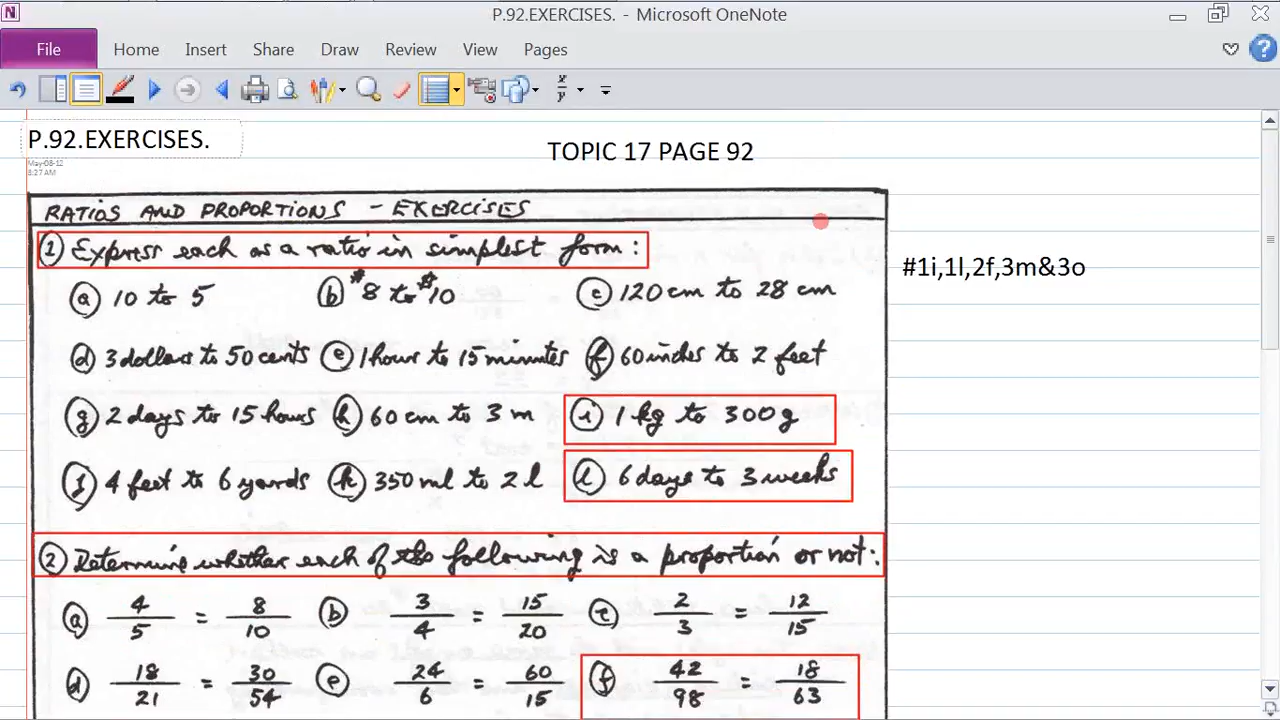 P.92.EXERCISES. - Microsoft OneNote
File Home Insert Share Draw Review View Pages
P.92.EXERCISES.
May-08-12
8:27 AM
TOPIC 17 PAGE 92
RATIOS AND PROPORTIONS - EXERCISES
① Express each as a ratio in simplest form:
#1i,1l,2f,3m&3o
ⓐ 10 to 5 ⓑ $8 to $10 ⓒ 120 cm to 28 cm
ⓓ 3 dollars to 50 cents ⓔ 1 hour to 15 minutes ⓕ 60 inches to 2 feet
ⓖ 2 days to 15 hours ⓗ 60 cm to 3 m ⓘ 1 kg to 300 g
ⓙ 4 feet to 6 yards ⓚ 350 ml to 2 l ⓛ 6 days to 3 weeks
② Determine whether each of the following is a proportion or not:
ⓐ 4/5 = 8/10 ⓑ 3/4 = 15/20 ⓒ 2/3 = 12/15
ⓓ 18/21 = 30/54 ⓔ 24/6 = 60/15 ⓕ 42/98 = 18/63